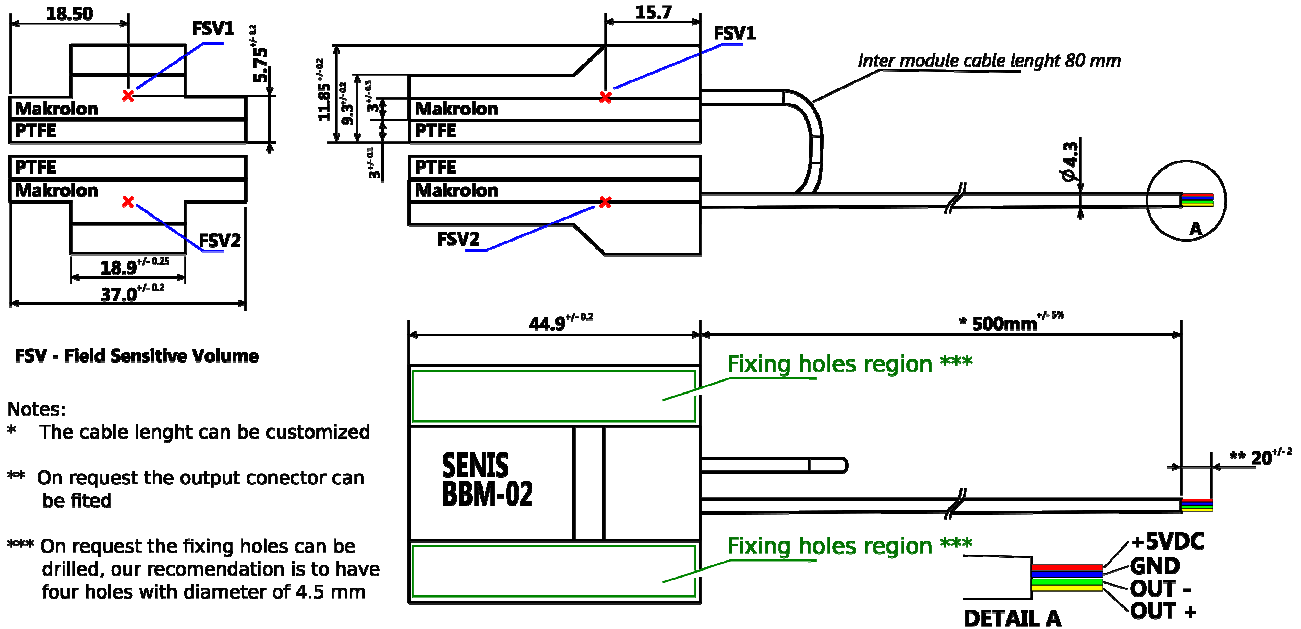 18.50
FSV1
5.75+/-0.2
Makrolon
PTFE
PTFE
Makrolon
FSV2
18.9+/-0.25
37.0+/-0.2
15.7
FSV1
Inter module cable lenght 80 mm
11.85+/-0.2
9.3+/-0.2
3+/-0.1
3+/-0.1
Makrolon
PTFE
PTFE
Makrolon
FSV2
Ø4.3
A
44.9+/-0.2
* 500mm+/-5%
FSV - Field Sensitive Volume
Fixing holes region ***
Notes:
* The cable lenght can be customized
** On request the output conector can
be fited
*** On request the fixing holes can be
drilled, our recomendation is to have
four holes with diameter of 4.5 mm
SENIS
BBM-02
** 20+/-2
Fixing holes region ***
+5VDC
GND
OUT -
OUT +
DETAIL A